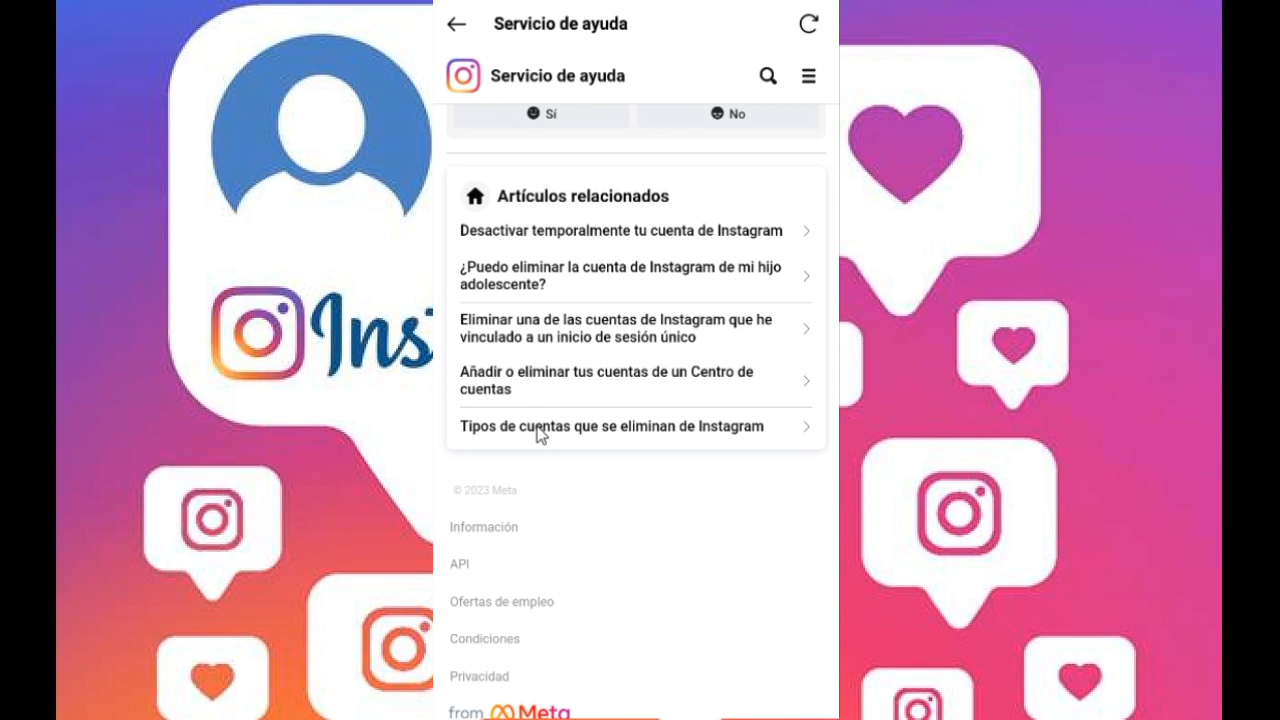 Servicio de ayuda
Servicio de ayuda
Sí
No
Artículos relacionados
Desactivar temporalmente tu cuenta de Instagram
¿Puedo eliminar la cuenta de Instagram de mi hijo
adolescente?
Eliminar una de las cuentas de Instagram que he
vinculado a un inicio de sesión único
Añadir o eliminar tus cuentas de un Centro de
cuentas
Tipos de cuentas que se eliminan de Instagram
© 2023 Meta
Información
API
Ofertas de empleo
Condiciones
Privacidad
from Meta
Ins